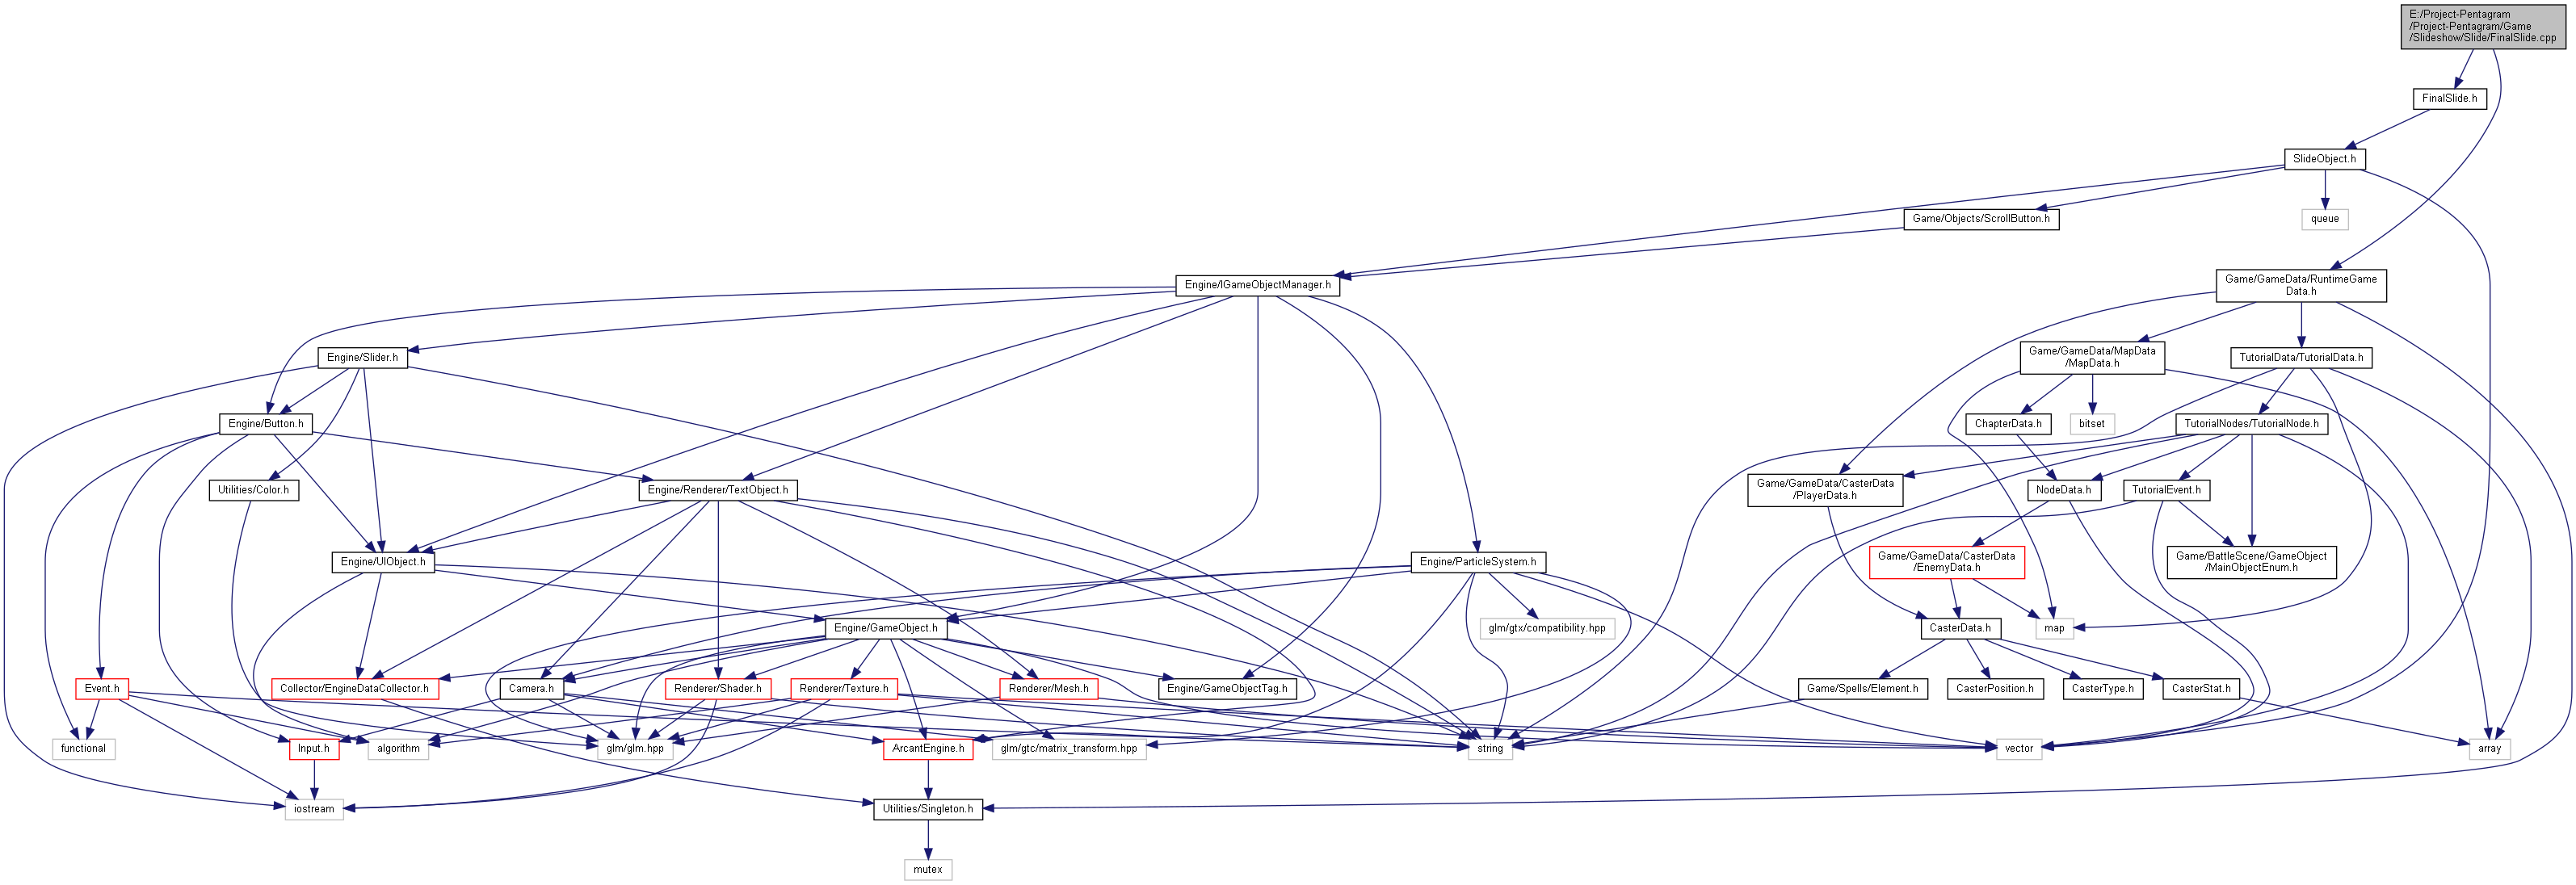 E:/Project-Pentagram
/Project-Pentagram/Game
/Slideshow/Slide/FinalSlide.cpp
FinalSlide.h
SlideObject.h
Game/Objects/ScrollButton.h
queue
Engine/IGameObjectManager.h
Game/GameData/RuntimeGame
Data.h
Engine/Slider.h
Game/GameData/MapData
/MapData.h
TutorialData/TutorialData.h
Engine/Button.h
ChapterData.h
bitset
TutorialNodes/TutorialNode.h
Utilities/Color.h
Engine/Renderer/TextObject.h
Game/GameData/CasterData
/PlayerData.h
NodeData.h
TutorialEvent.h
Engine/UIObject.h
Engine/ParticleSystem.h
Game/GameData/CasterData
/EnemyData.h
Game/BattleScene/GameObject
/MainObjectEnum.h
Engine/GameObject.h
glm/gtx/compatibility.hpp
CasterData.h
map
Event.h
Collector/EngineDataCollector.h
Camera.h
Renderer/Shader.h
Renderer/Texture.h
Renderer/Mesh.h
Engine/GameObjectTag.h
Game/Spells/Element.h
CasterPosition.h
CasterType.h
CasterStat.h
functional
Input.h
algorithm
glm/glm.hpp
ArcantEngine.h
glm/gtc/matrix_transform.hpp
string
vector
array
iostream
Utilities/Singleton.h
mutex